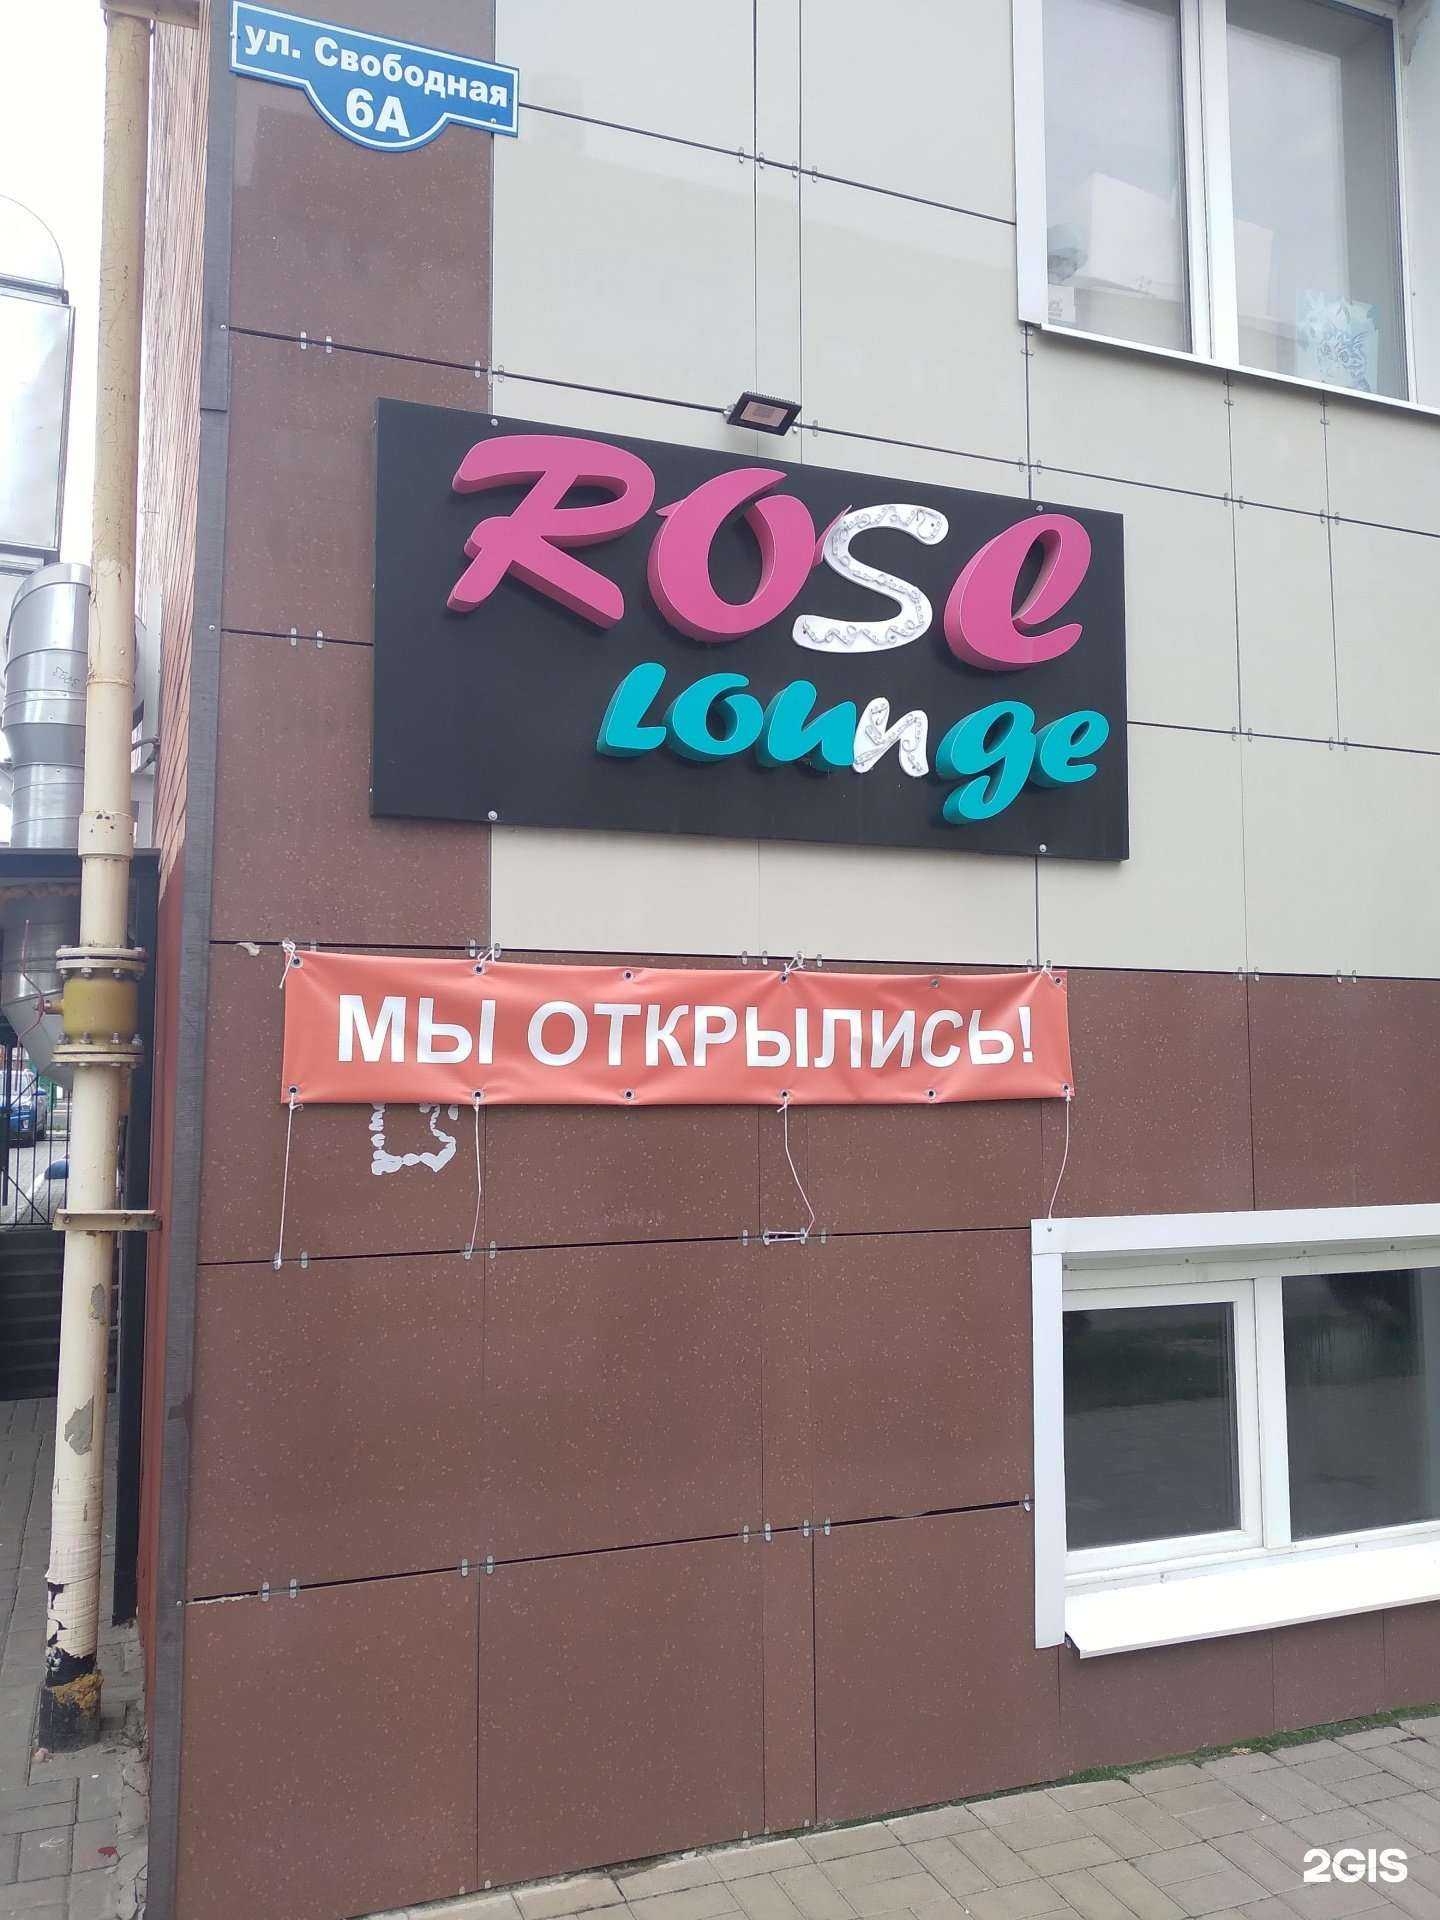 ул. Свободная
6А
Rose
Lounge
МЫ ОТКРЫЛИСЬ!
2GIS